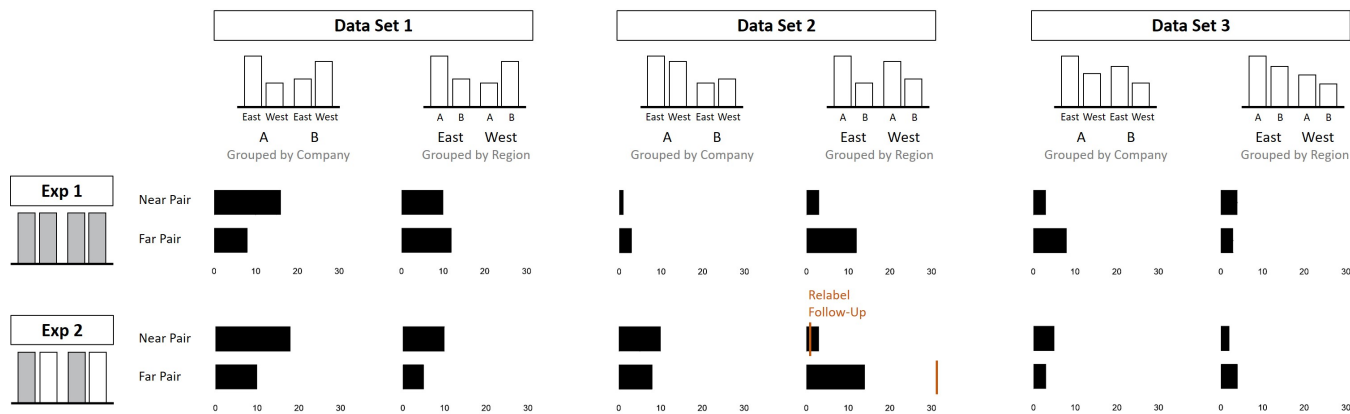 Data Set 1 Data Set 2 Data Set 3
East West East West A B A B East West East West A B A B East West East West A B A B
A B East West A B East West A B East West
Grouped by Company Grouped by Region Grouped by Company Grouped by Region Grouped by Company Grouped by Region
Exp 1
Near Pair
Far Pair
0 10 20 30 0 10 20 30 0 10 20 30 0 10 20 30 0 10 20 30 0 10 20 30
Relabel
Follow-Up
Exp 2
Near Pair
Far Pair
0 10 20 30 0 10 20 30 0 10 20 30 0 10 20 30 0 10 20 30 0 10 20 30